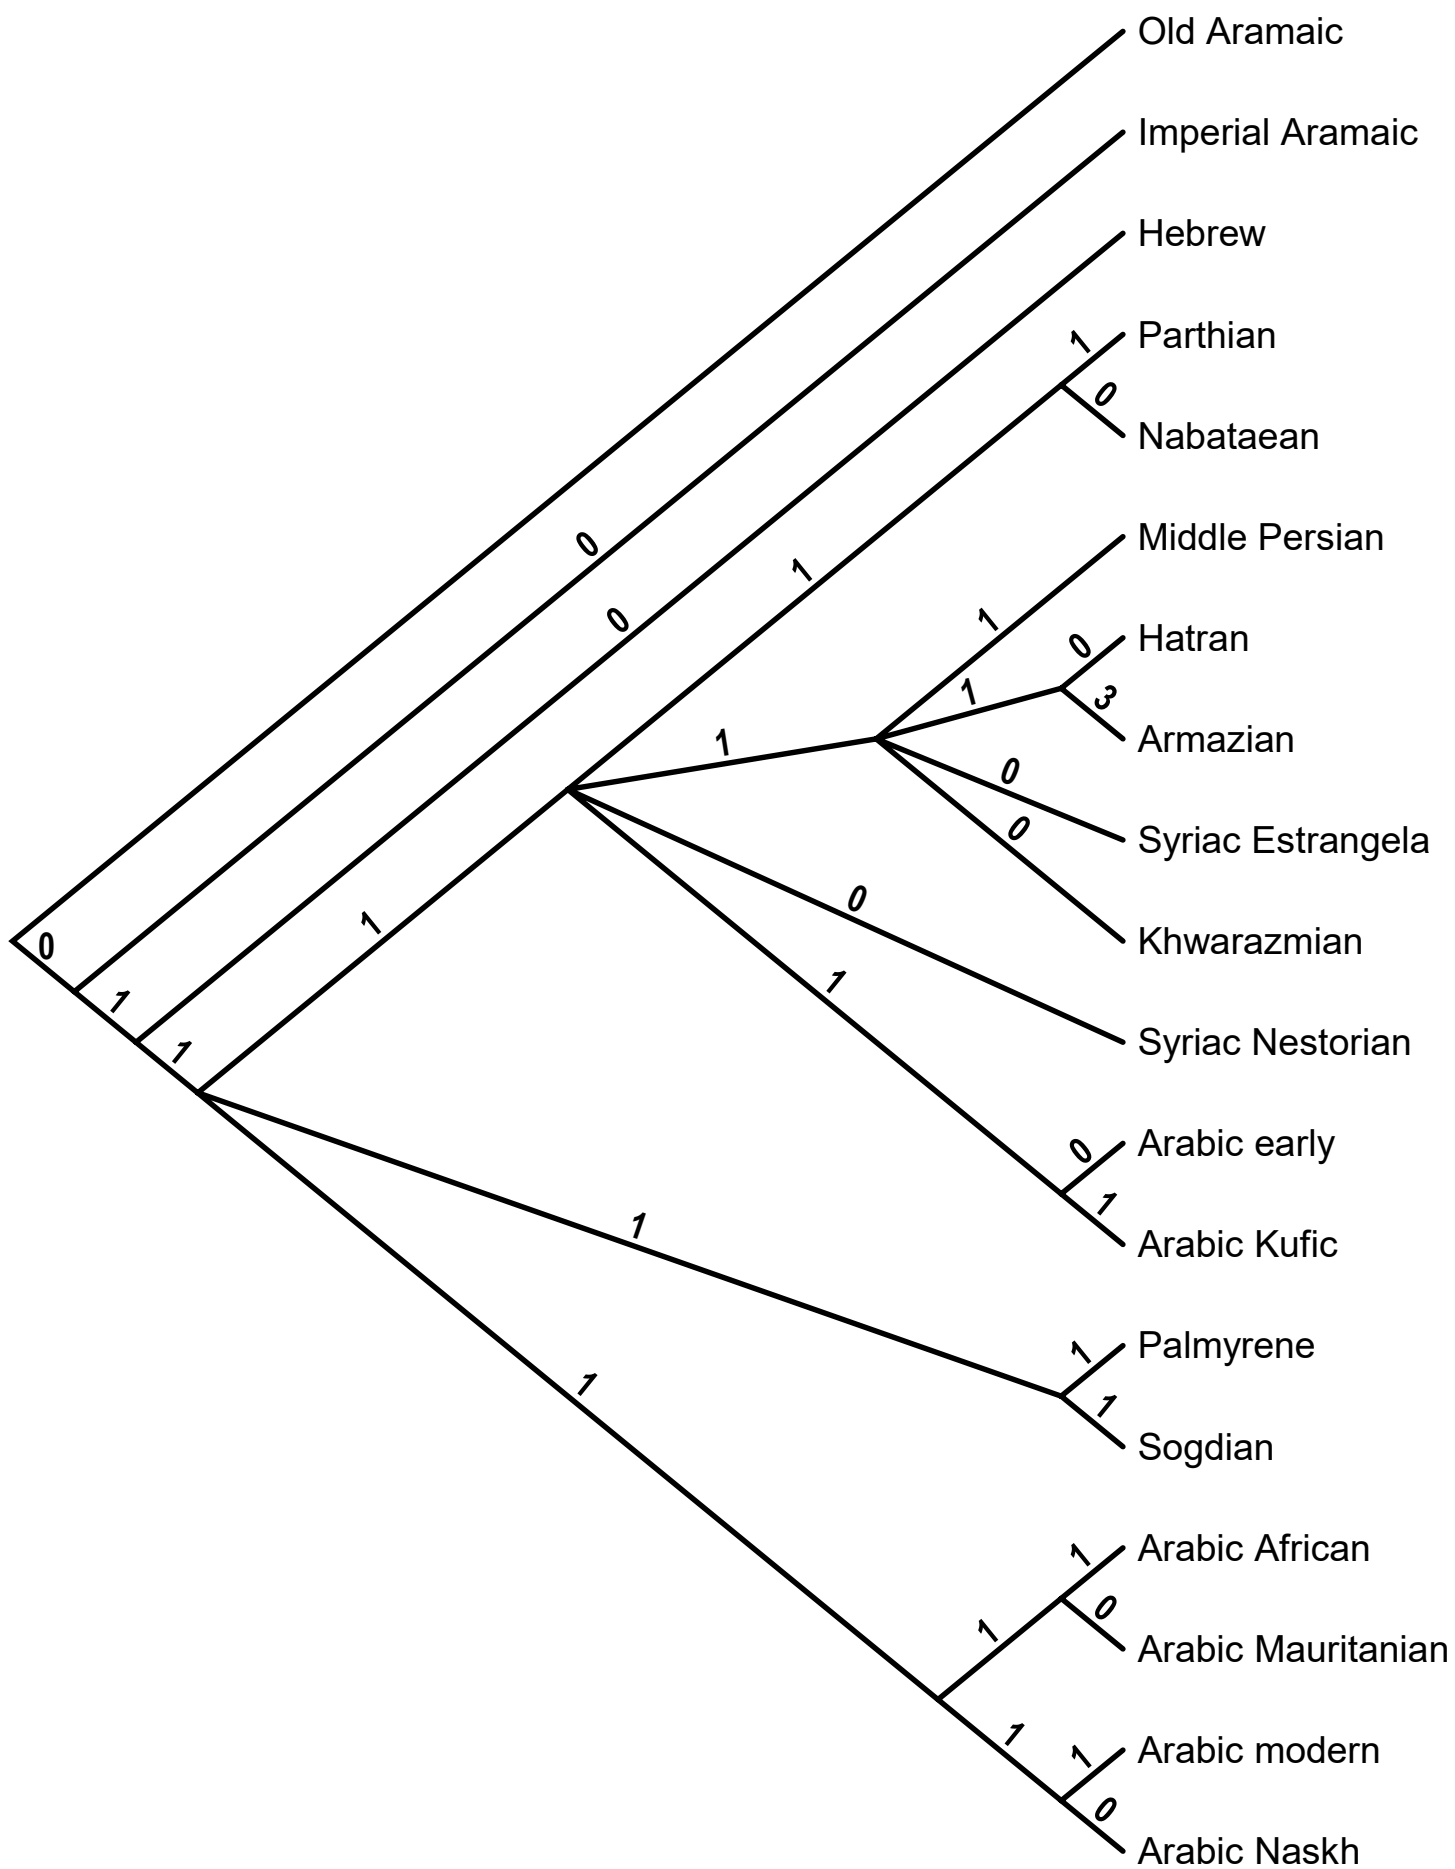 Old Aramaic
Imperial Aramaic
Hebrew
1 Parthian
0 Nabataean
0
Middle Persian
1
0
1
0 Hatran
1
3 Armazian
1
0
Syriac Estrangela
0
0
1
Khwarazmian
0
1
1
Syriac Nestorian
1
0 Arabic early
1 Arabic Kufic
1
1 Palmyrene
1
1 Sogdian
1 Arabic African
0 Arabic Mauritanian
1
1
1 Arabic modern
0 Arabic Naskh